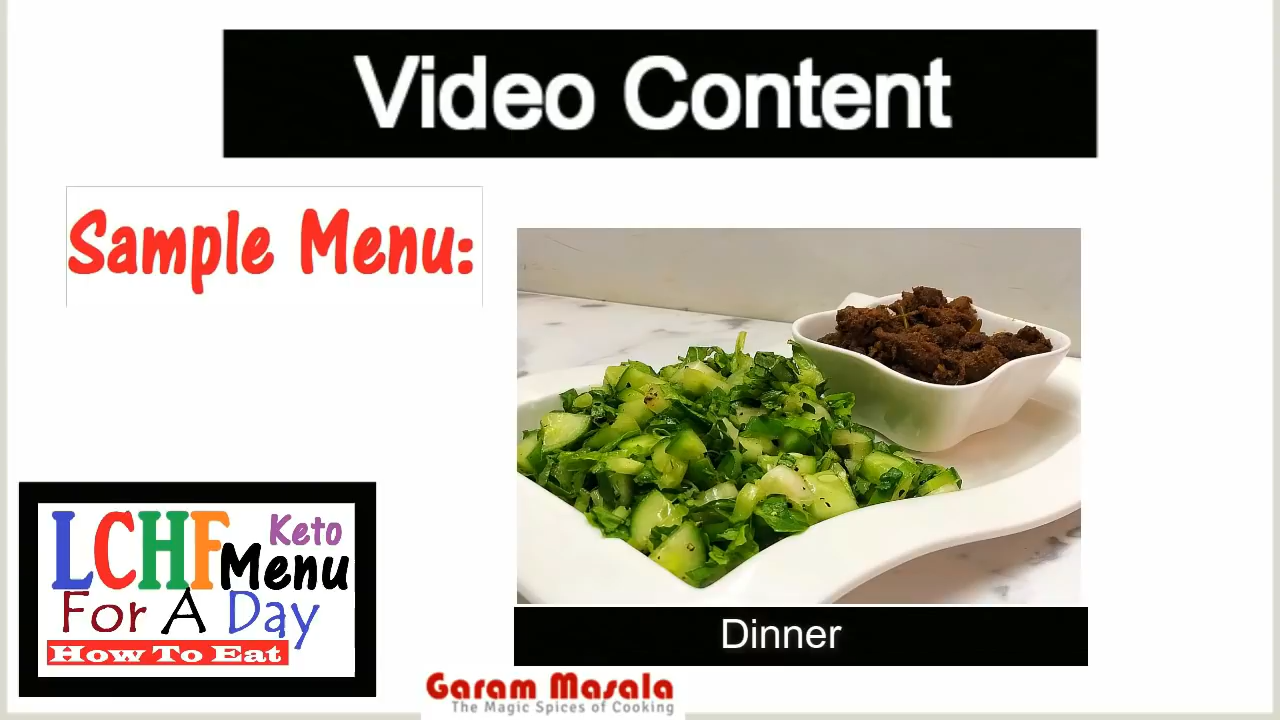 Video Content
Sample Menu:
LCHF Keto
Menu
For A Day
How To Eat
Dinner
Garam Masala
The Magic Spices of Cooking